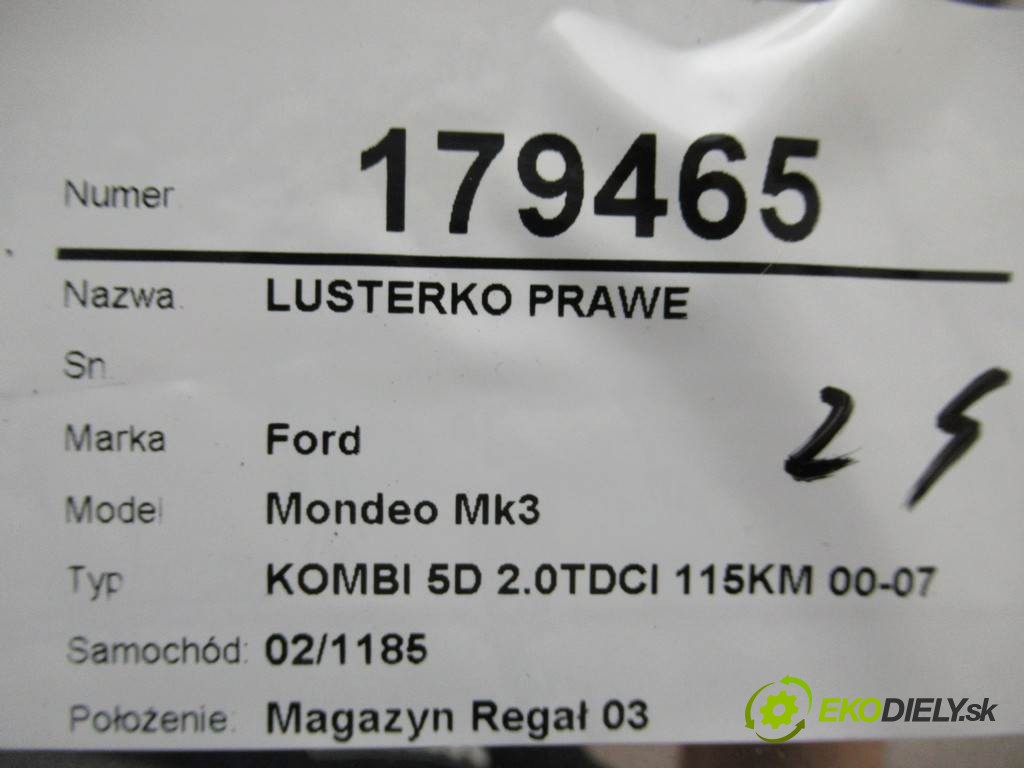 Numer 179465
Nazwa LUSTERKO PRAWE
Sn
Marka Ford
Model Mondeo Mk3
Typ KOMBI 5D 2.0TDCI 115KM 00-07
Samochód: 02/1185
Położenie: Magazyn Regał 03
2
EKODIELY.sk